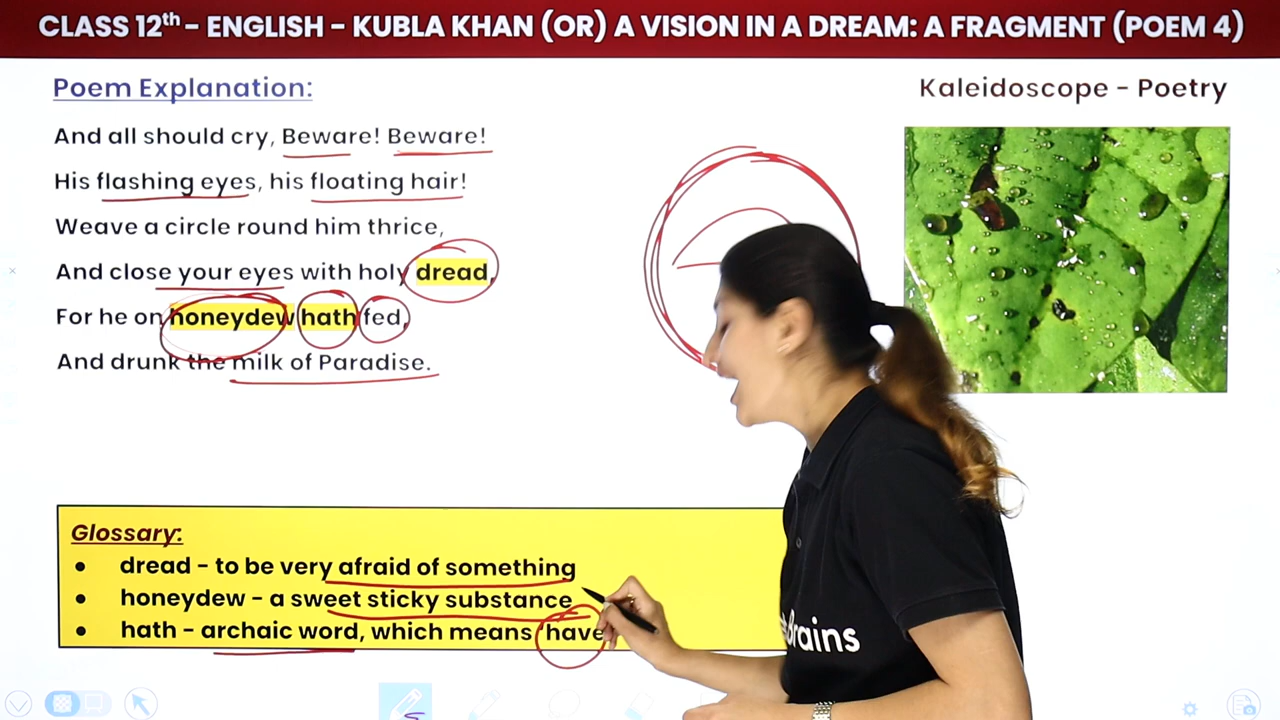 CLASS 12th – ENGLISH – KUBLA KHAN (OR) A VISION IN A DREAM: A FRAGMENT (POEM 4)
Poem Explanation:
Kaleidoscope - Poetry
And all should cry, Beware! Beware!
His flashing eyes, his floating hair!
Weave a circle round him thrice,
And close your eyes with holy dread,
For he on honeydew hath fed,
And drunk the milk of Paradise.
Glossary:
● dread - to be very afraid of something
● honeydew - a sweet sticky substance
● hath - archaic word, which means 'have
Brains